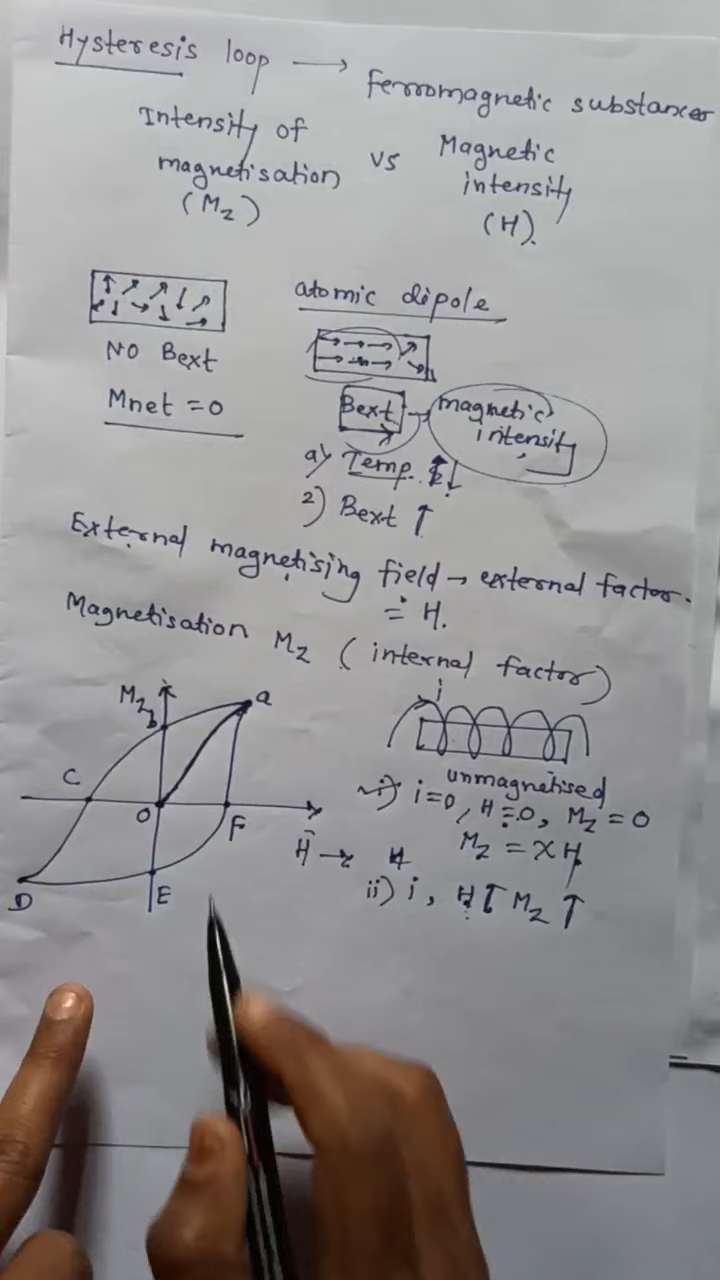 Hysteresis loop → Ferromagnetic substances
Intensity of magnetisation (Mz) vs Magnetic intensity (H).
atomic dipole
NO Bext
Mnet = 0
Bext → magnetic intensity
a) Temp. ↓
2) Bext ↑
External magnetising field → external factor.
= H.
Magnetisation Mz (internal factor)
Mz
b
a
C
O
F
H →
D
E
i
unmagnetised
i) i=0, H=0, Mz = 0
Mz = χH
ii) i, H↑ Mz ↑